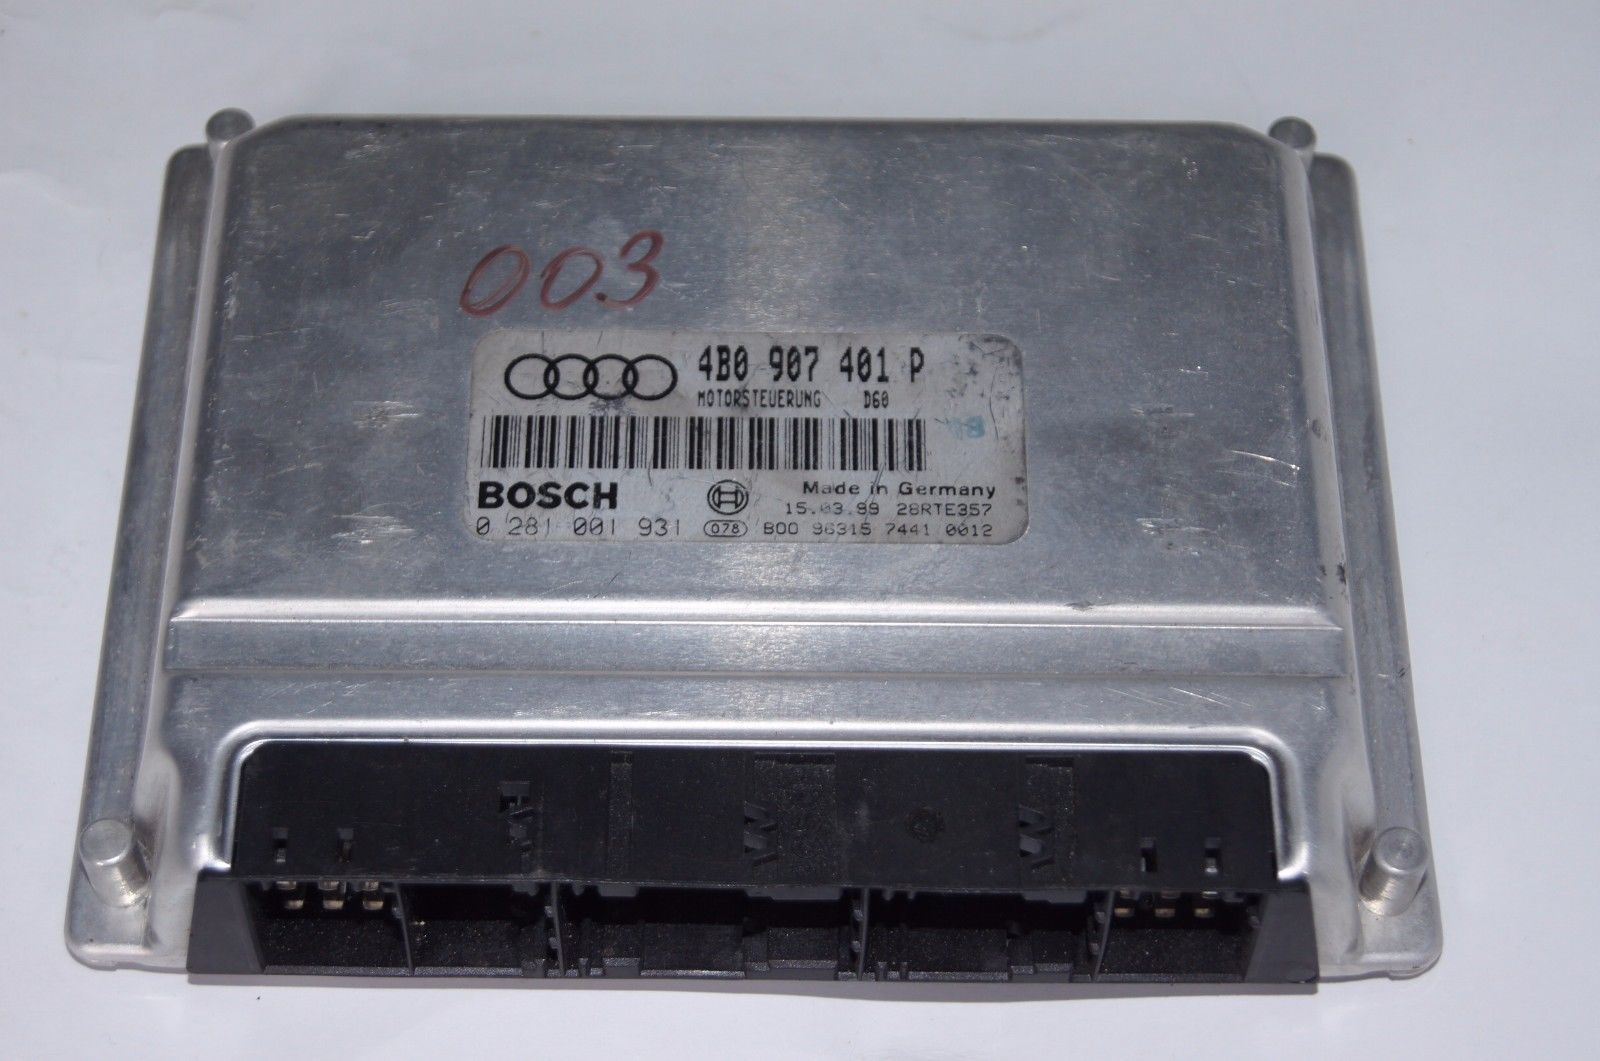 003
4B0 907 401 P
MOTORSTEUERUNG D60
BOSCH
Made in Germany
15.03.99 28RTE357
0 281 001 931 078 B00 96315 7441 0012